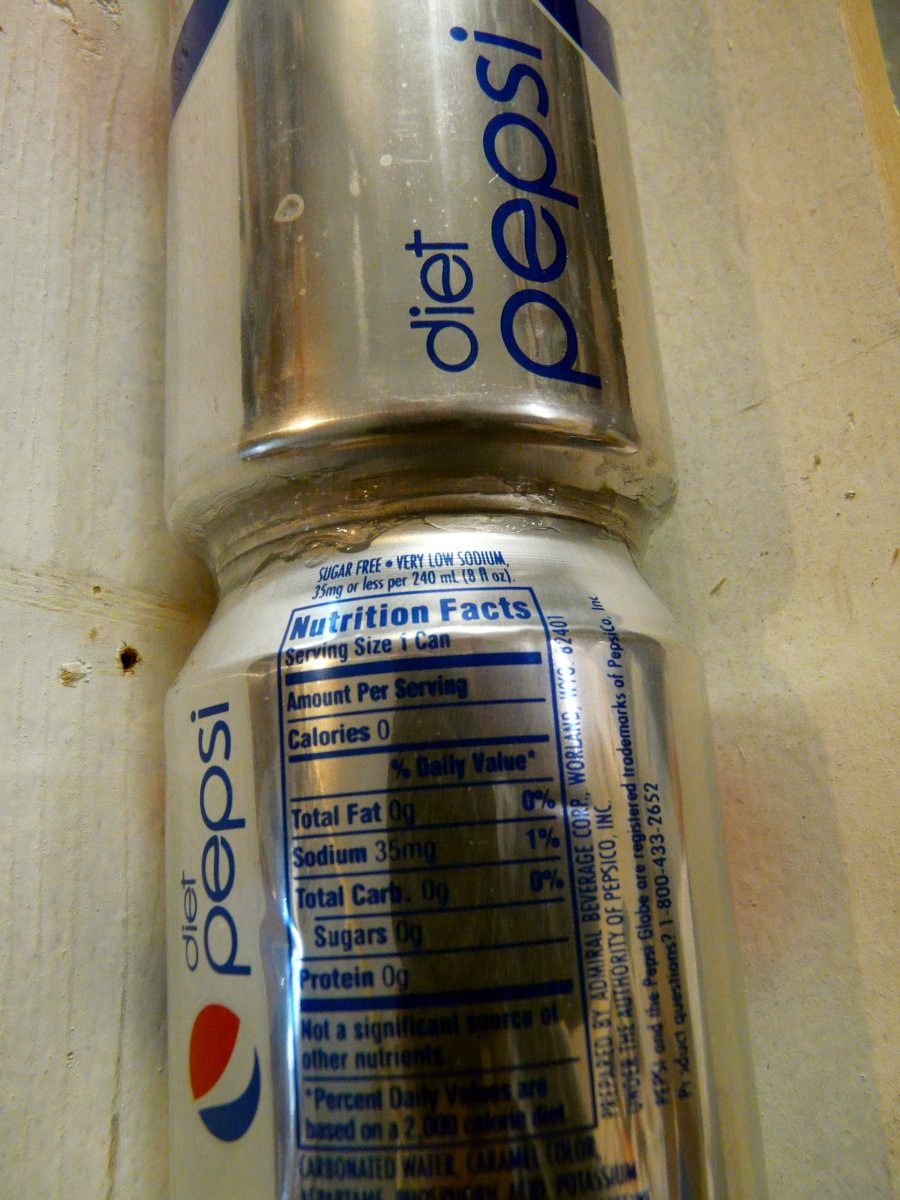 diet
pepsi
SUGAR FREE • VERY LOW SODIUM,
35mg or less per 240 mL (8 fl oz).
Nutrition Facts
Serving Size 1 Can
Amount Per Serving
Calories 0
% Daily Value*
Total Fat 0g 0%
Sodium 35mg 1%
Total Carb. 0g 0%
Sugars 0g
Protein 0g
Not a significant source of
other nutrients
*Percent Daily Values are
based on a 2,000 calorie diet.
CARBONATED WATER, CARAMEL COLOR,
ASPARTAME, PHOSPHORIC ACID, POTASSIUM
PREPARED BY ADMIRAL BEVERAGE CORP., WORLAND, WYO. 82401
UNDER THE AUTHORITY OF PEPSICO, INC.
PEPSI and the Pepsi Globe are registered trademarks of PepsiCo, Inc
Product questions? 1-800-433-2652
diet
pepsi